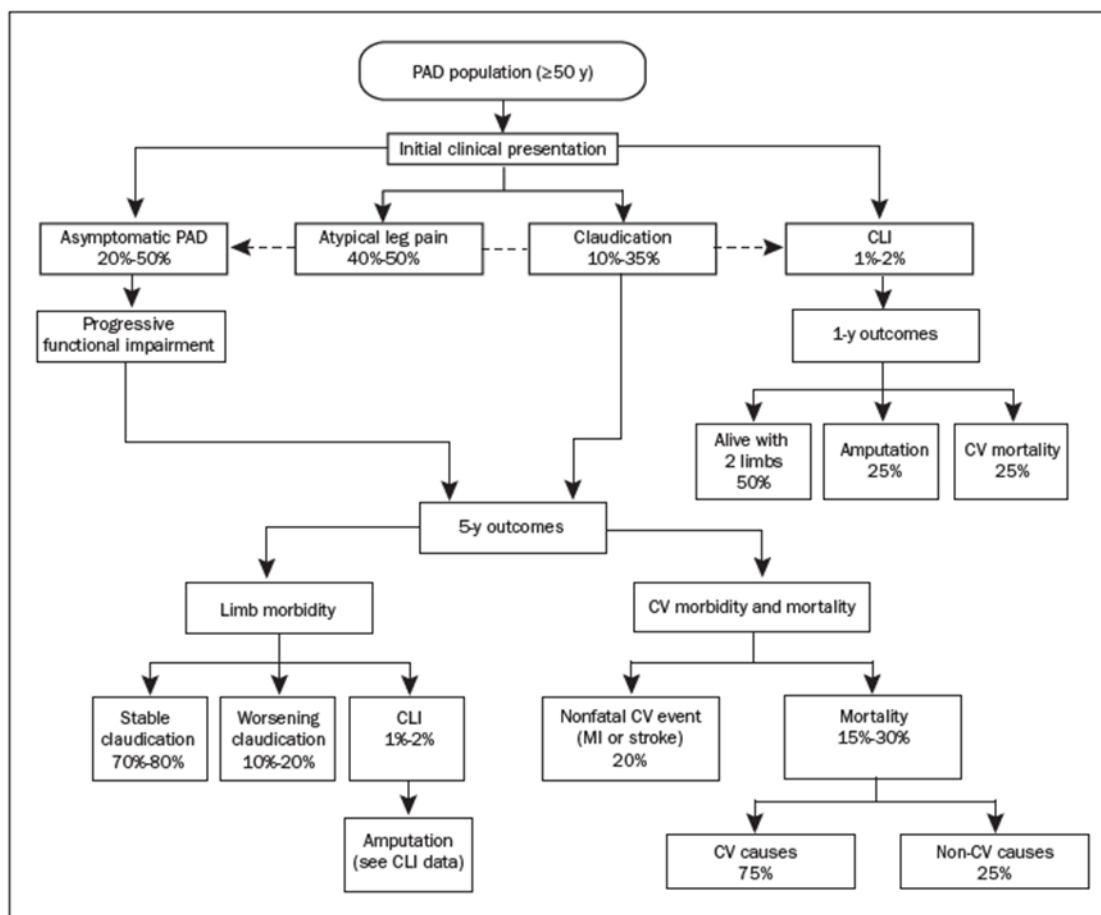 PAD population (≥50 y)
Initial clinical presentation
Asymptomatic PAD
20%-50%
Atypical leg pain
40%-50%
Claudication
10%-35%
CLI
1%-2%
Progressive
functional impairment
1-y outcomes
Alive with
2 limbs
50%
Amputation
25%
CV mortality
25%
5-y outcomes
Limb morbidity
CV morbidity and mortality
Stable
claudication
70%-80%
Worsening
claudication
10%-20%
CLI
1%-2%
Nonfatal CV event
(MI or stroke)
20%
Mortality
15%-30%
Amputation
(see CLI data)
CV causes
75%
Non-CV causes
25%